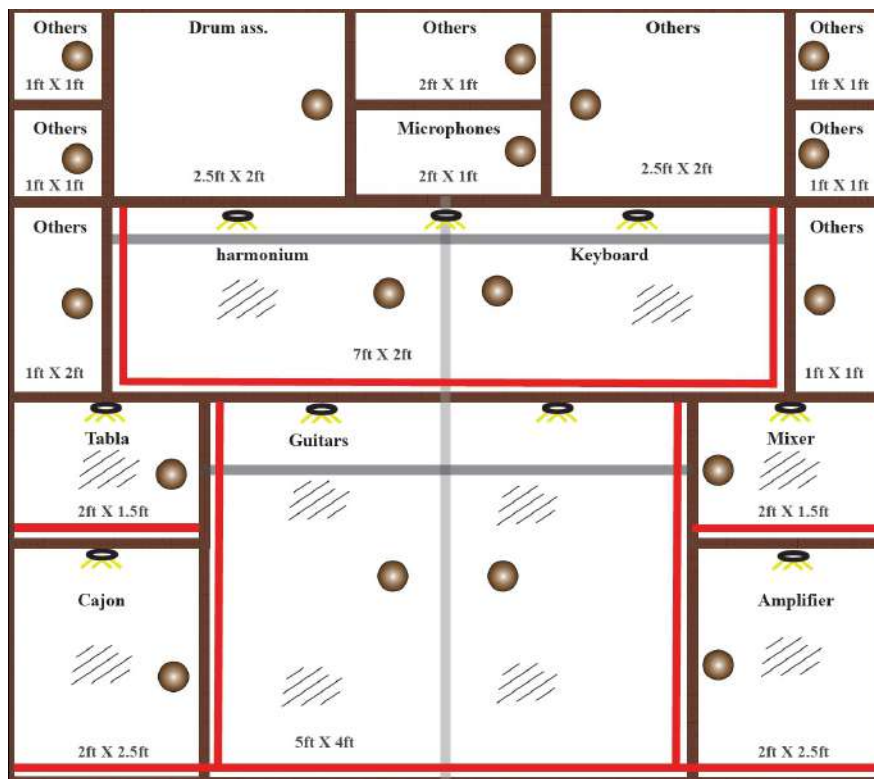 Others
1ft X 1ft
Drum ass.
2.5ft X 2ft
Others
2ft X 1ft
Others
2.5ft X 2ft
Others
1ft X 1ft
Others
1ft X 1ft
Microphones
2ft X 1ft
Others
1ft X 1ft
Others
1ft X 2ft
harmonium
Keyboard
7ft X 2ft
Others
1ft X 1ft
Tabla
2ft X 1.5ft
Guitars
5ft X 4ft
Mixer
2ft X 1.5ft
Cajon
2ft X 2.5ft
Amplifier
2ft X 2.5ft